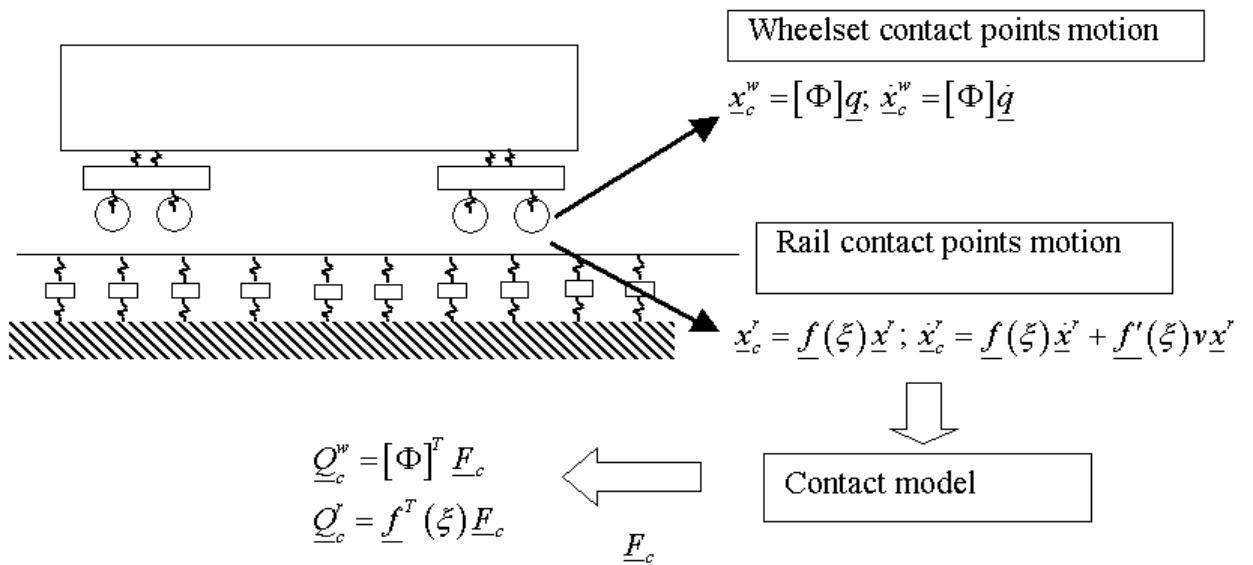 Wheelset contact points motion
x_c^w = [Φ]q; ẋ_c^w = [Φ]q̇
Rail contact points motion
x_c^r = f(ξ)x^r; ẋ_c^r = f(ξ)ẋ^r + f'(ξ)vx^r
Q_c^w = [Φ]^T F_c
Contact model
Q_c^r = f^T(ξ)F_c
F_c